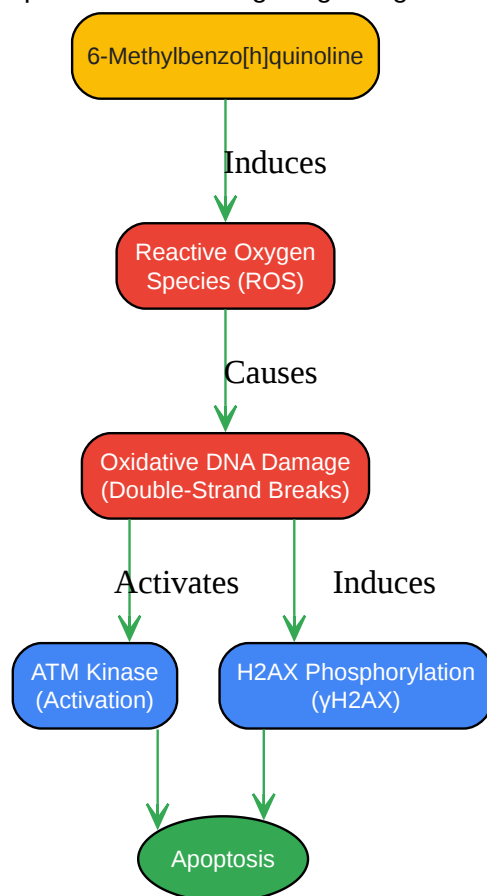 6-Methylbenzo[h]quinoline
Induces
Reactive Oxygen
Species (ROS)
Causes
Oxidative DNA Damage
(Double-Strand Breaks)
Activates
Induces
ATM Kinase
(Activation)
H2AX Phosphorylation
(γH2AX)
Apoptosis